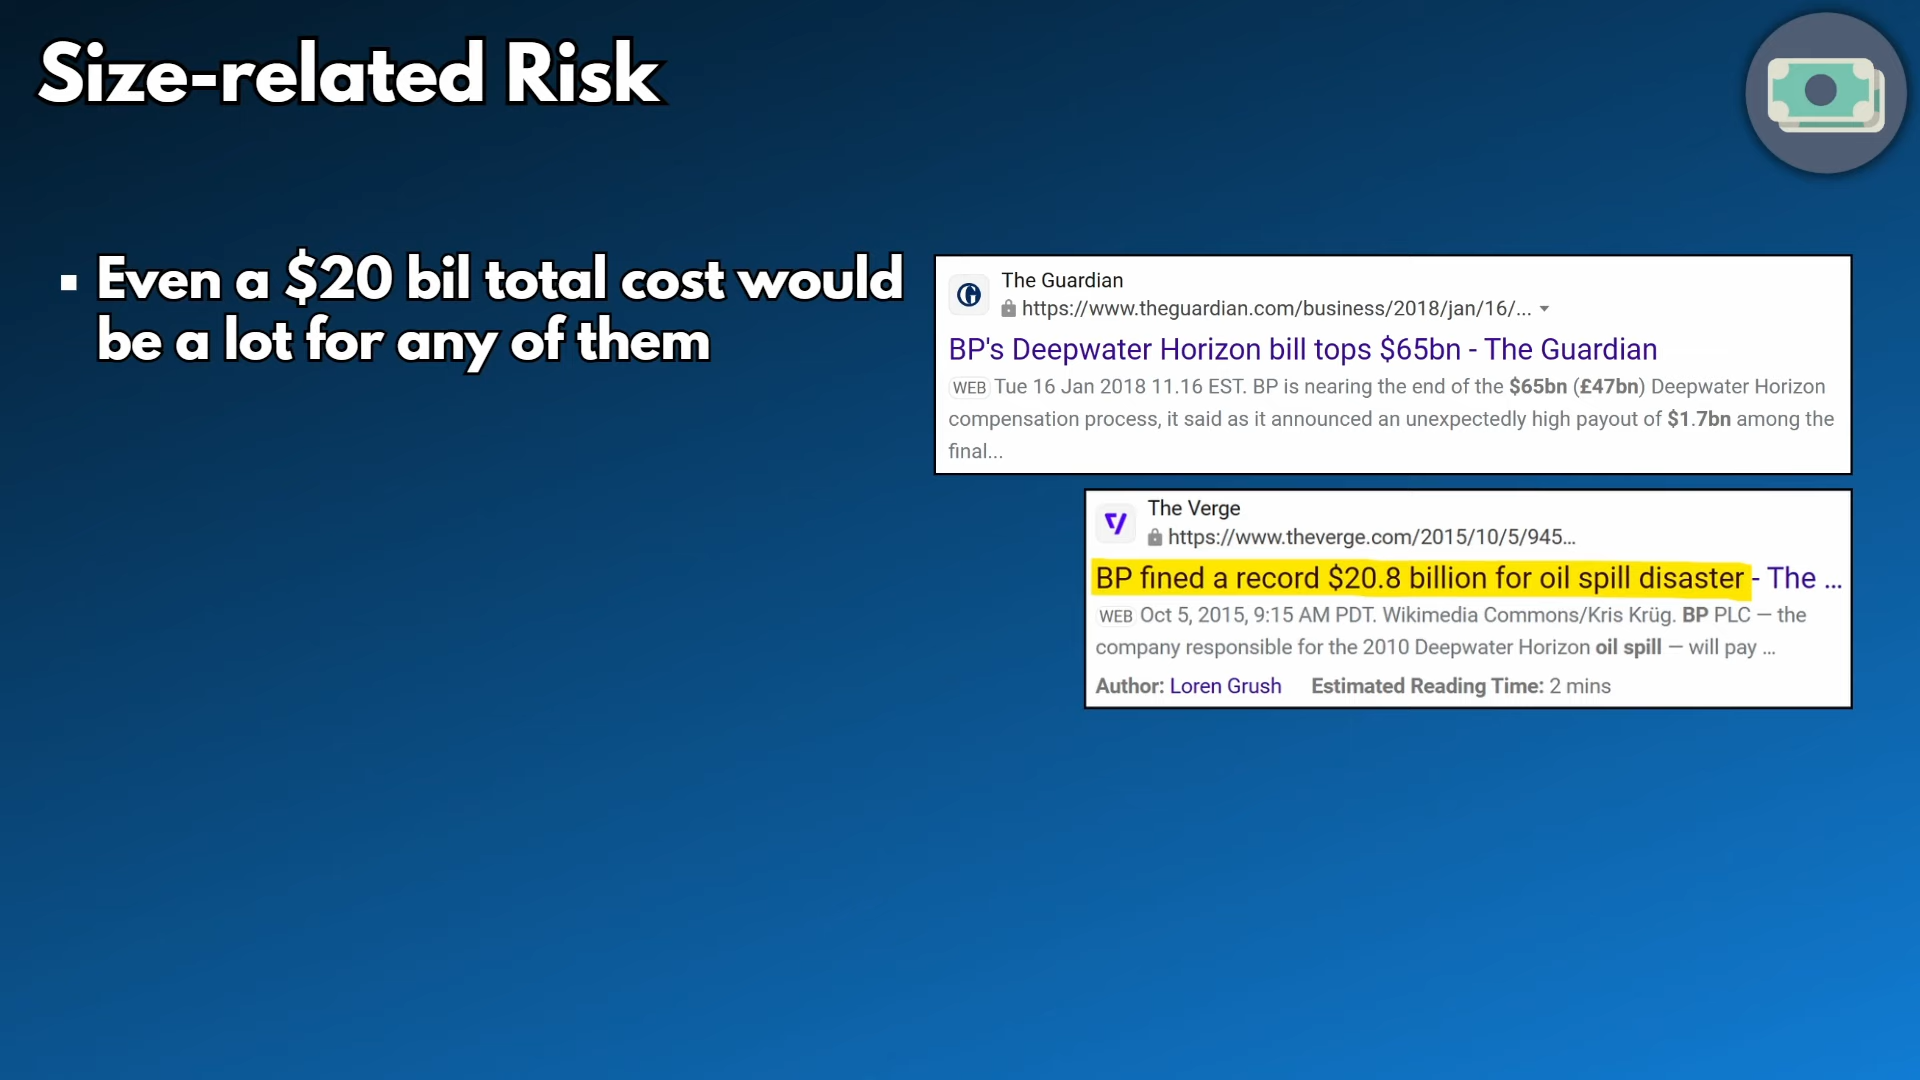 Size-related Risk
▪ Even a $20 bil total cost would
be a lot for any of them
The Guardian
https://www.theguardian.com/business/2018/jan/16/...
BP's Deepwater Horizon bill tops $65bn - The Guardian
WEB Tue 16 Jan 2018 11.16 EST. BP is nearing the end of the $65bn (£47bn) Deepwater Horizon
compensation process, it said as it announced an unexpectedly high payout of $1.7bn among the
final...
The Verge
https://www.theverge.com/2015/10/5/945...
BP fined a record $20.8 billion for oil spill disaster - The ...
WEB Oct 5, 2015, 9:15 AM PDT. Wikimedia Commons/Kris Krüg. BP PLC — the
company responsible for the 2010 Deepwater Horizon oil spill — will pay ...
Author: Loren Grush Estimated Reading Time: 2 mins